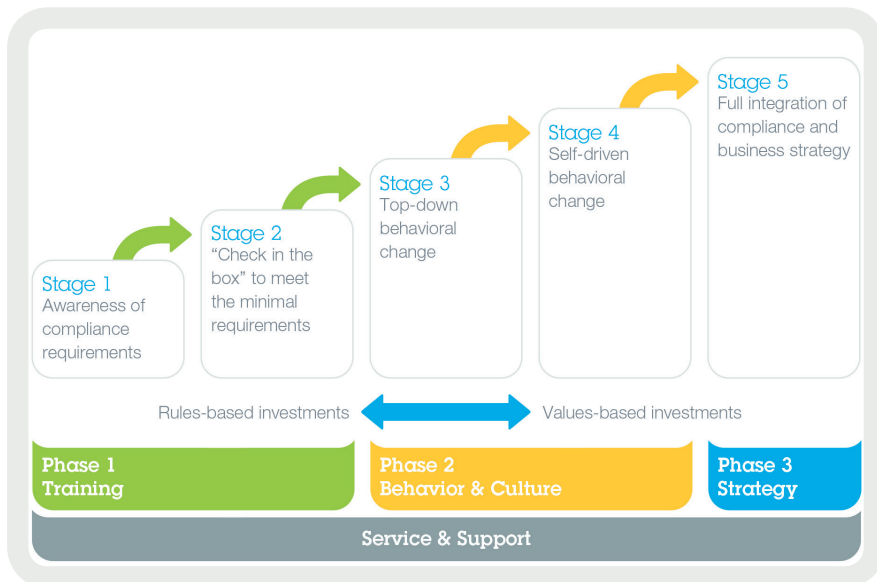 Stage 1
Awareness of
compliance
requirements
Stage 2
“Check in the
box” to meet
the minimal
requirements
Stage 3
Top-down
behavioral
change
Stage 4
Self-driven
behavioral
change
Stage 5
Full integration of
compliance and
business strategy
Rules-based investments
Values-based investments
Phase 1
Training
Phase 2
Behavior & Culture
Phase 3
Strategy
Service & Support